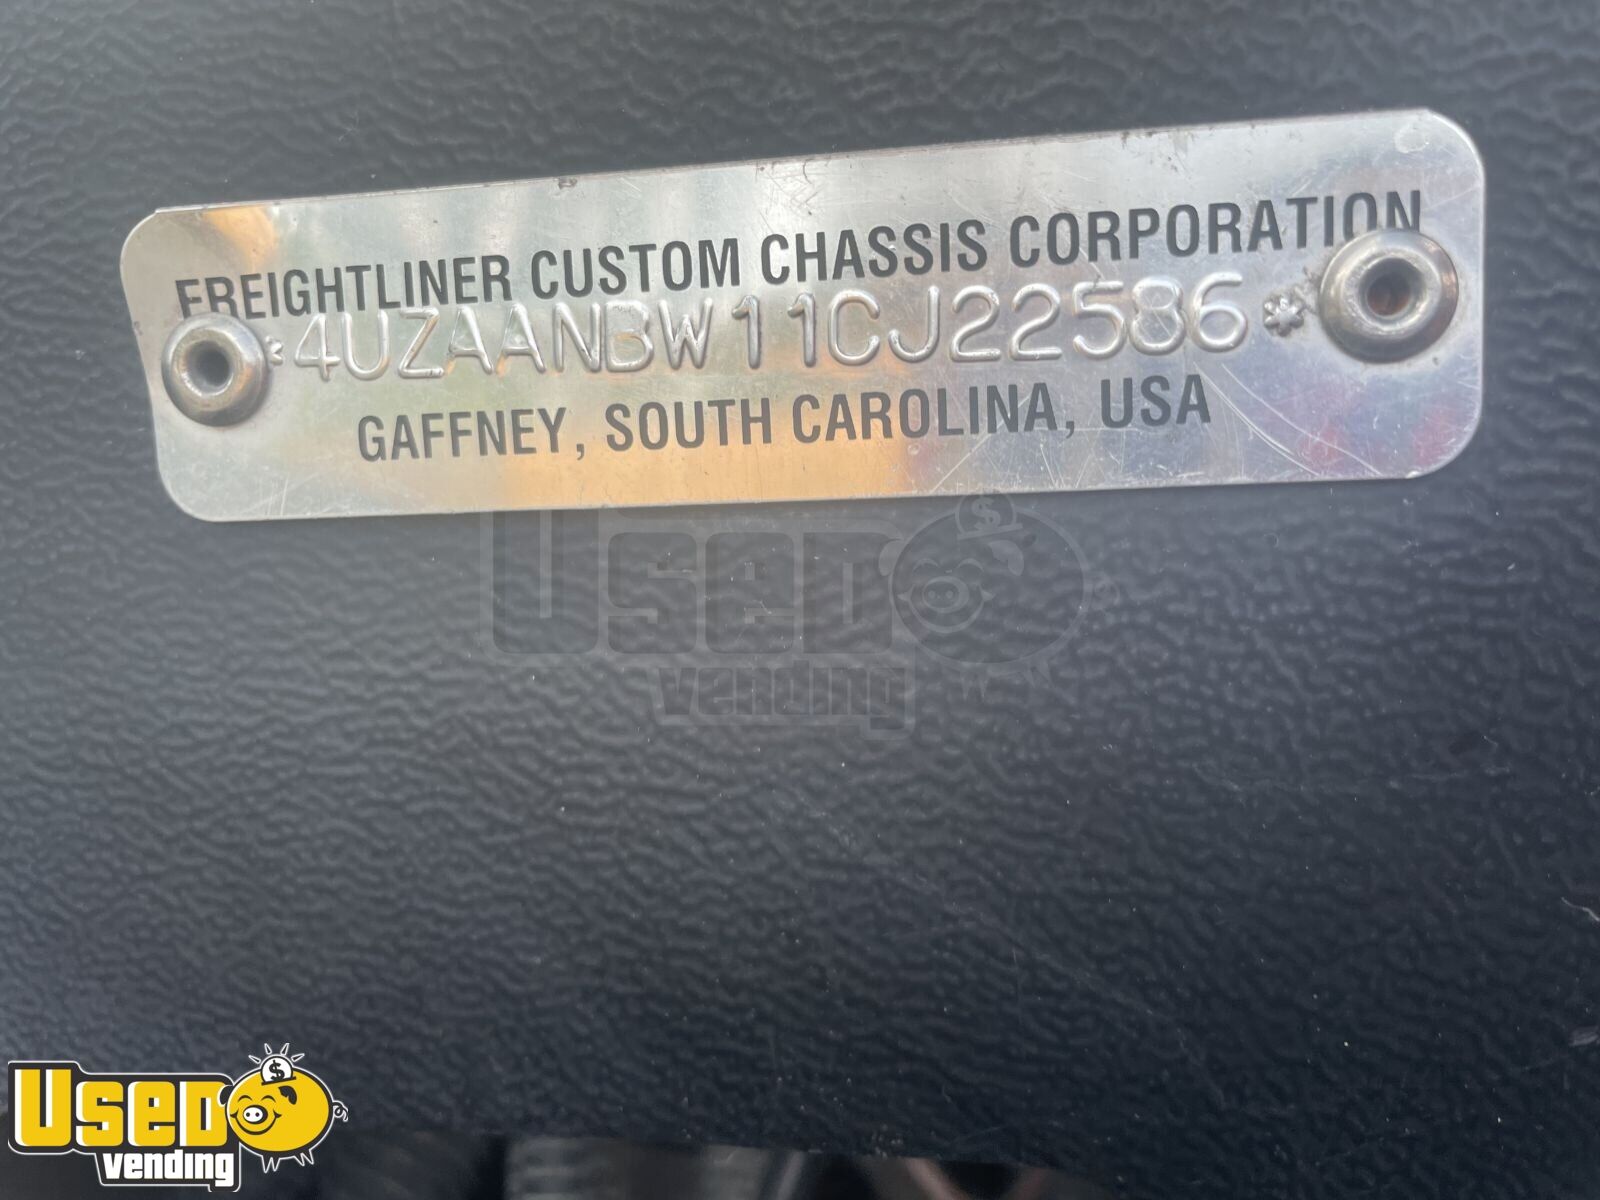 FREIGHTLINER CUSTOM CHASSIS CORPORATION
*4UZAANBW11CJ22586*
GAFFNEY, SOUTH CAROLINA, USA
Used
vending
$
Used
vending
$